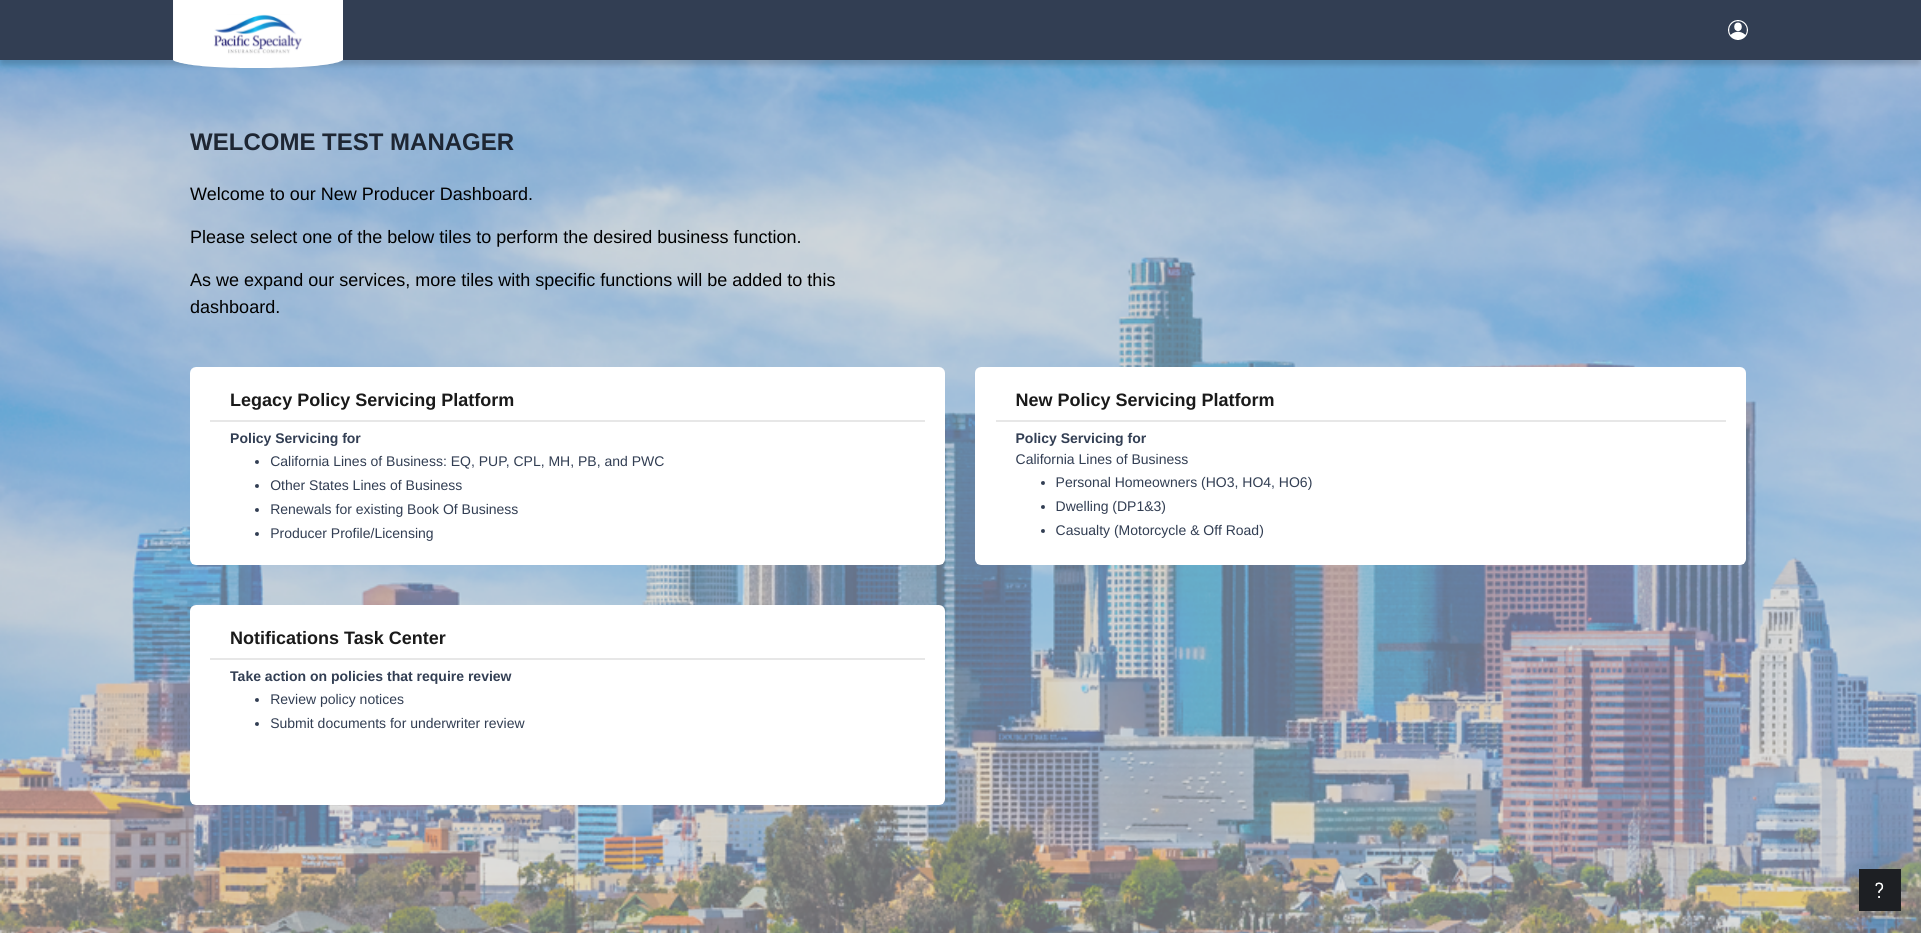 Pacific Specialty
INSURANCE COMPANY
WELCOME TEST MANAGER
Welcome to our New Producer Dashboard.
Please select one of the below tiles to perform the desired business function.
As we expand our services, more tiles with specific functions will be added to this
dashboard.
Legacy Policy Servicing Platform
Policy Servicing for
• California Lines of Business: EQ, PUP, CPL, MH, PB, and PWC
• Other States Lines of Business
• Renewals for existing Book Of Business
• Producer Profile/Licensing
New Policy Servicing Platform
Policy Servicing for
California Lines of Business
• Personal Homeowners (HO3, HO4, HO6)
• Dwelling (DP1&3)
• Casualty (Motorcycle & Off Road)
Notifications Task Center
Take action on policies that require review
• Review policy notices
• Submit documents for underwriter review
?